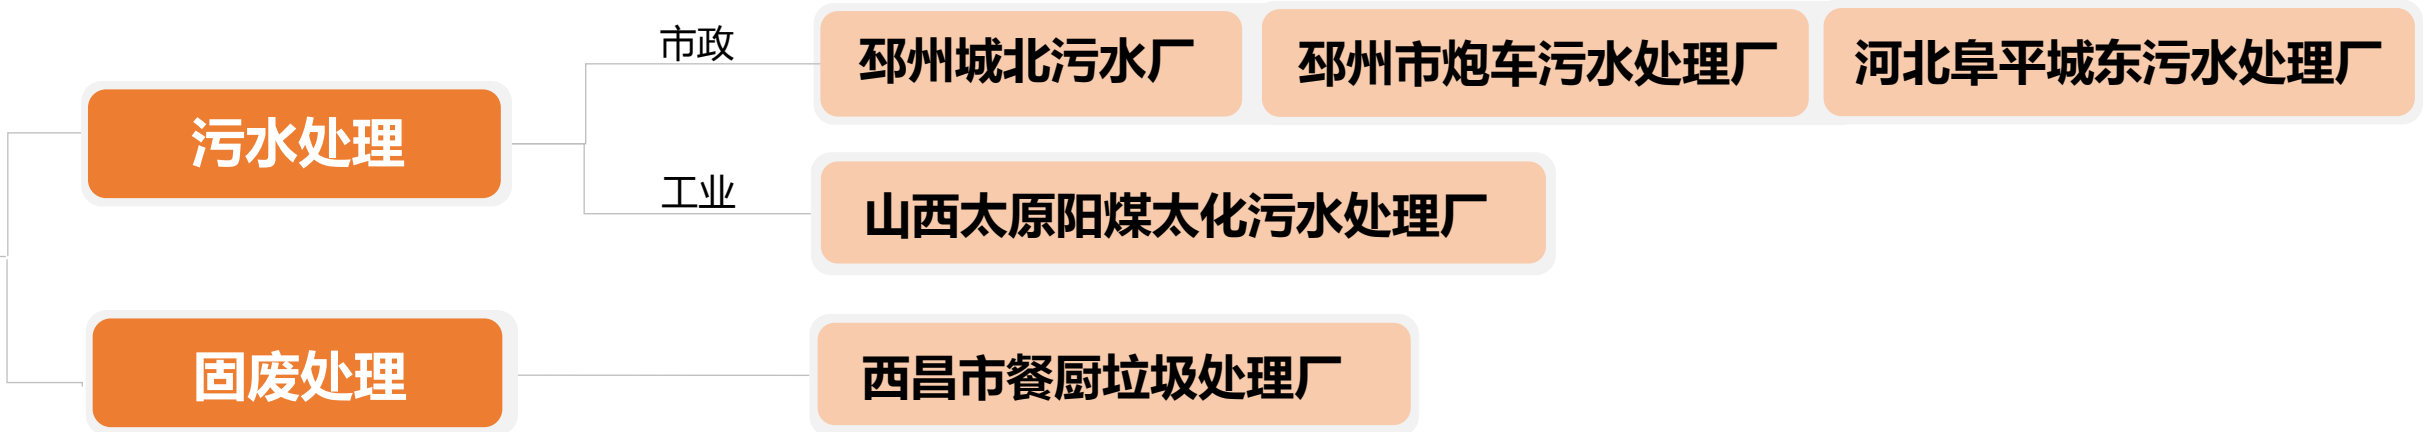 市政
邳州城北污水厂
邳州市炮车污水处理厂
河北阜平城东污水处理厂
污水处理
工业
山西太原阳煤太化污水处理厂
固废处理
西昌市餐厨垃圾处理厂